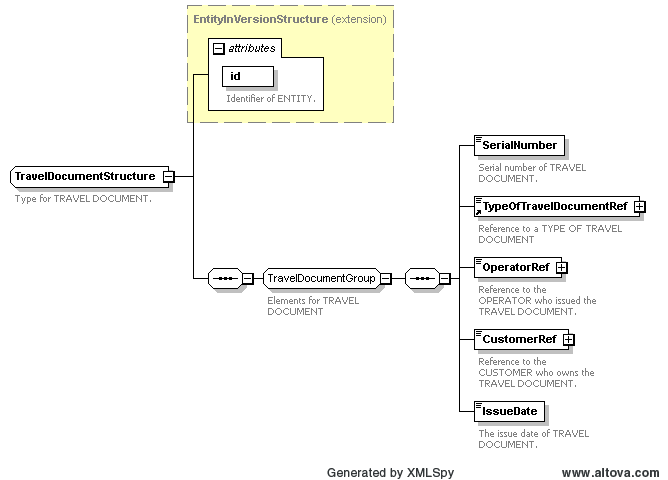 EntityInVersionStructure (extension)
attributes
id
Identifier of ENTITY.
TravelDocumentStructure
Type for TRAVEL DOCUMENT.
TravelDocumentGroup
Elements for TRAVEL
DOCUMENT
SerialNumber
Serial number of TRAVEL
DOCUMENT.
TypeOfTravelDocumentRef
Reference to a TYPE OF TRAVEL
DOCUMENT
OperatorRef
Reference to the
OPERATOR who issued the
TRAVEL DOCUMENT.
CustomerRef
Reference to the
CUSTOMER who owns the
TRAVEL DOCUMENT.
IssueDate
The issue date of TRAVEL
DOCUMENT.
Generated by XMLSpy
www.altova.com